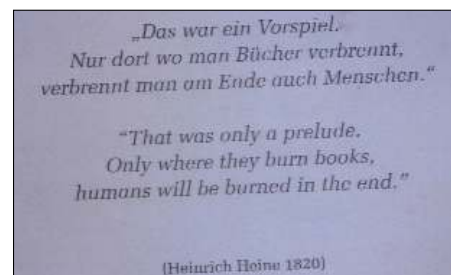 „Das war ein Vorspiel.
Nur dort wo man Bücher verbrennt,
verbrennt man am Ende auch Menschen.“
“That was only a prelude.
Only where they burn books,
humans will be burned in the end.”
(Heinrich Heine 1820)